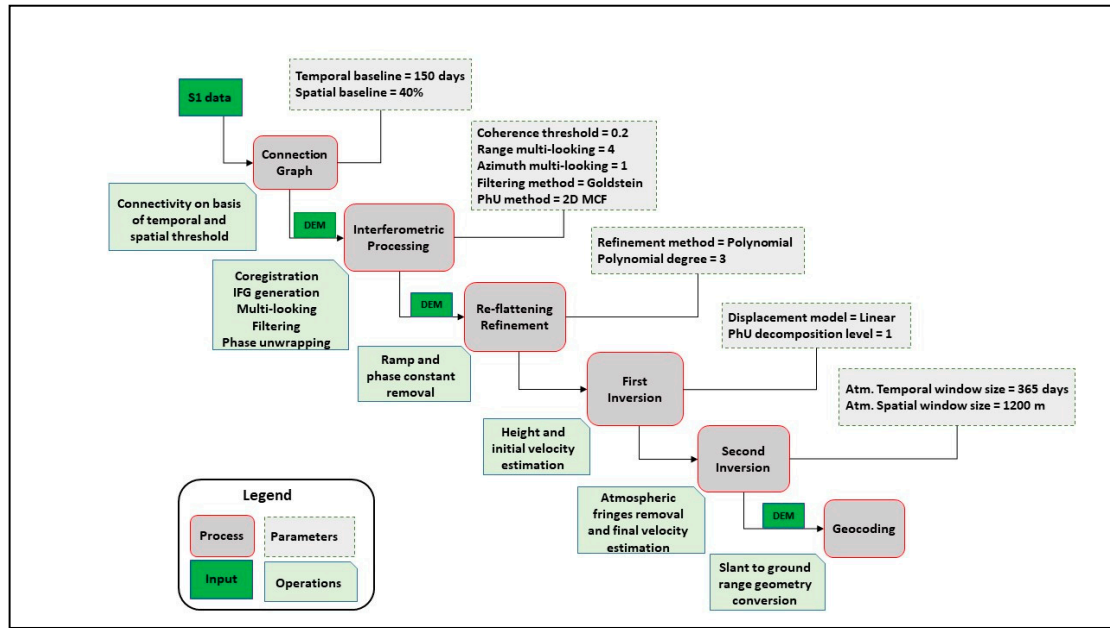 S1 data
Temporal baseline = 150 days
Spatial baseline = 40%
Connection
Graph
Connectivity on basis
of temporal and
spatial threshold
DEM
Coherence threshold = 0.2
Range multi-looking = 4
Azimuth multi-looking = 1
Filtering method = Goldstein
PhU method = 2D MCF
Interferometric
Processing
Coregistration
IFG generation
Multi-looking
Filtering
Phase unwrapping
DEM
Refinement method = Polynomial
Polynomial degree = 3
Re-flattening
Refinement
Ramp and
phase constant
removal
Displacement model = Linear
PhU decomposition level = 1
First
Inversion
Height and
initial velocity
estimation
Atm. Temporal window size = 365 days
Atm. Spatial window size = 1200 m
Second
Inversion
Atmospheric
fringes removal
and final velocity
estimation
DEM
Geocoding
Slant to ground
range geometry
conversion
Legend
Process
Parameters
Input
Operations